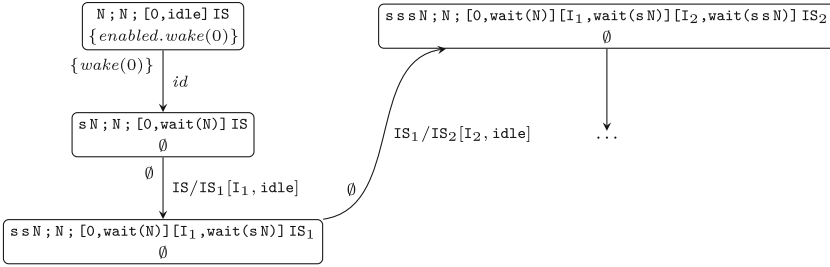 N ; N ; [0,idle] IS
{enabled.wake(0)}
{wake(0)}
id
s N ; N ; [0,wait(N)] IS
∅
∅
IS/IS₁[I₁, idle]
s s N ; N ; [0,wait(N)] [I₁,wait(s N)] IS₁
∅
∅
IS₁/IS₂[I₂, idle]
s s s N ; N ; [0,wait(N)] [I₁,wait(s N)] [I₂,wait(s s N)] IS₂
∅
...